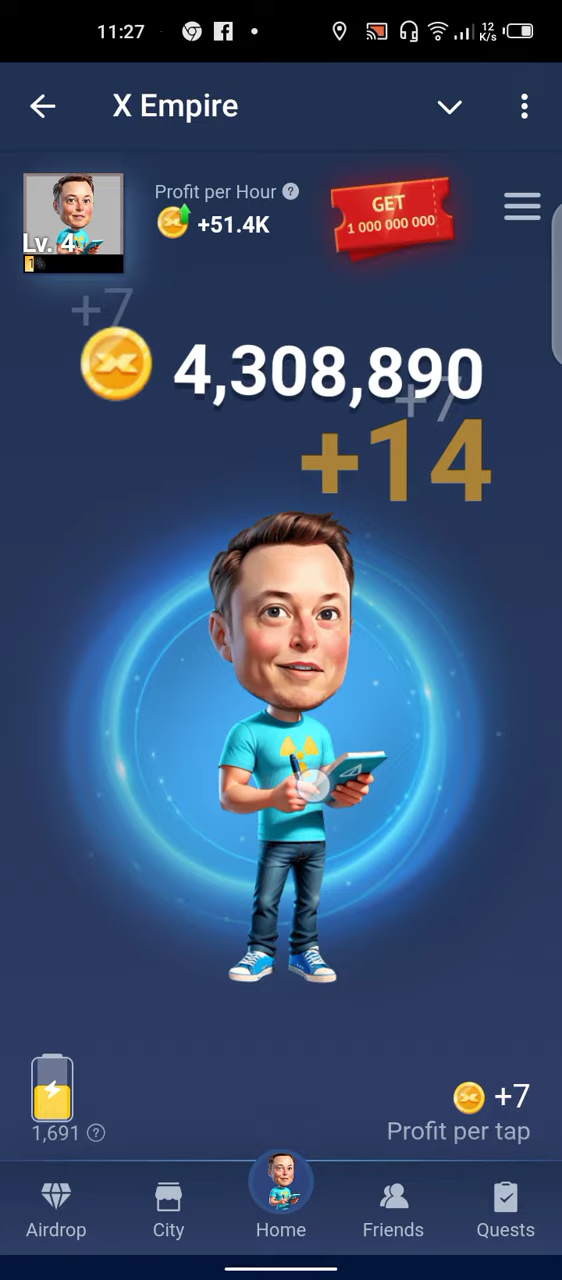 11:27
12
K/s
X Empire
Profit per Hour ?
+51.4K
GET
1 000 000 000
Lv. 4
+7
4,308,890
+7
+14
+7
1,691 ?
Profit per tap
Airdrop
City
Home
Friends
Quests